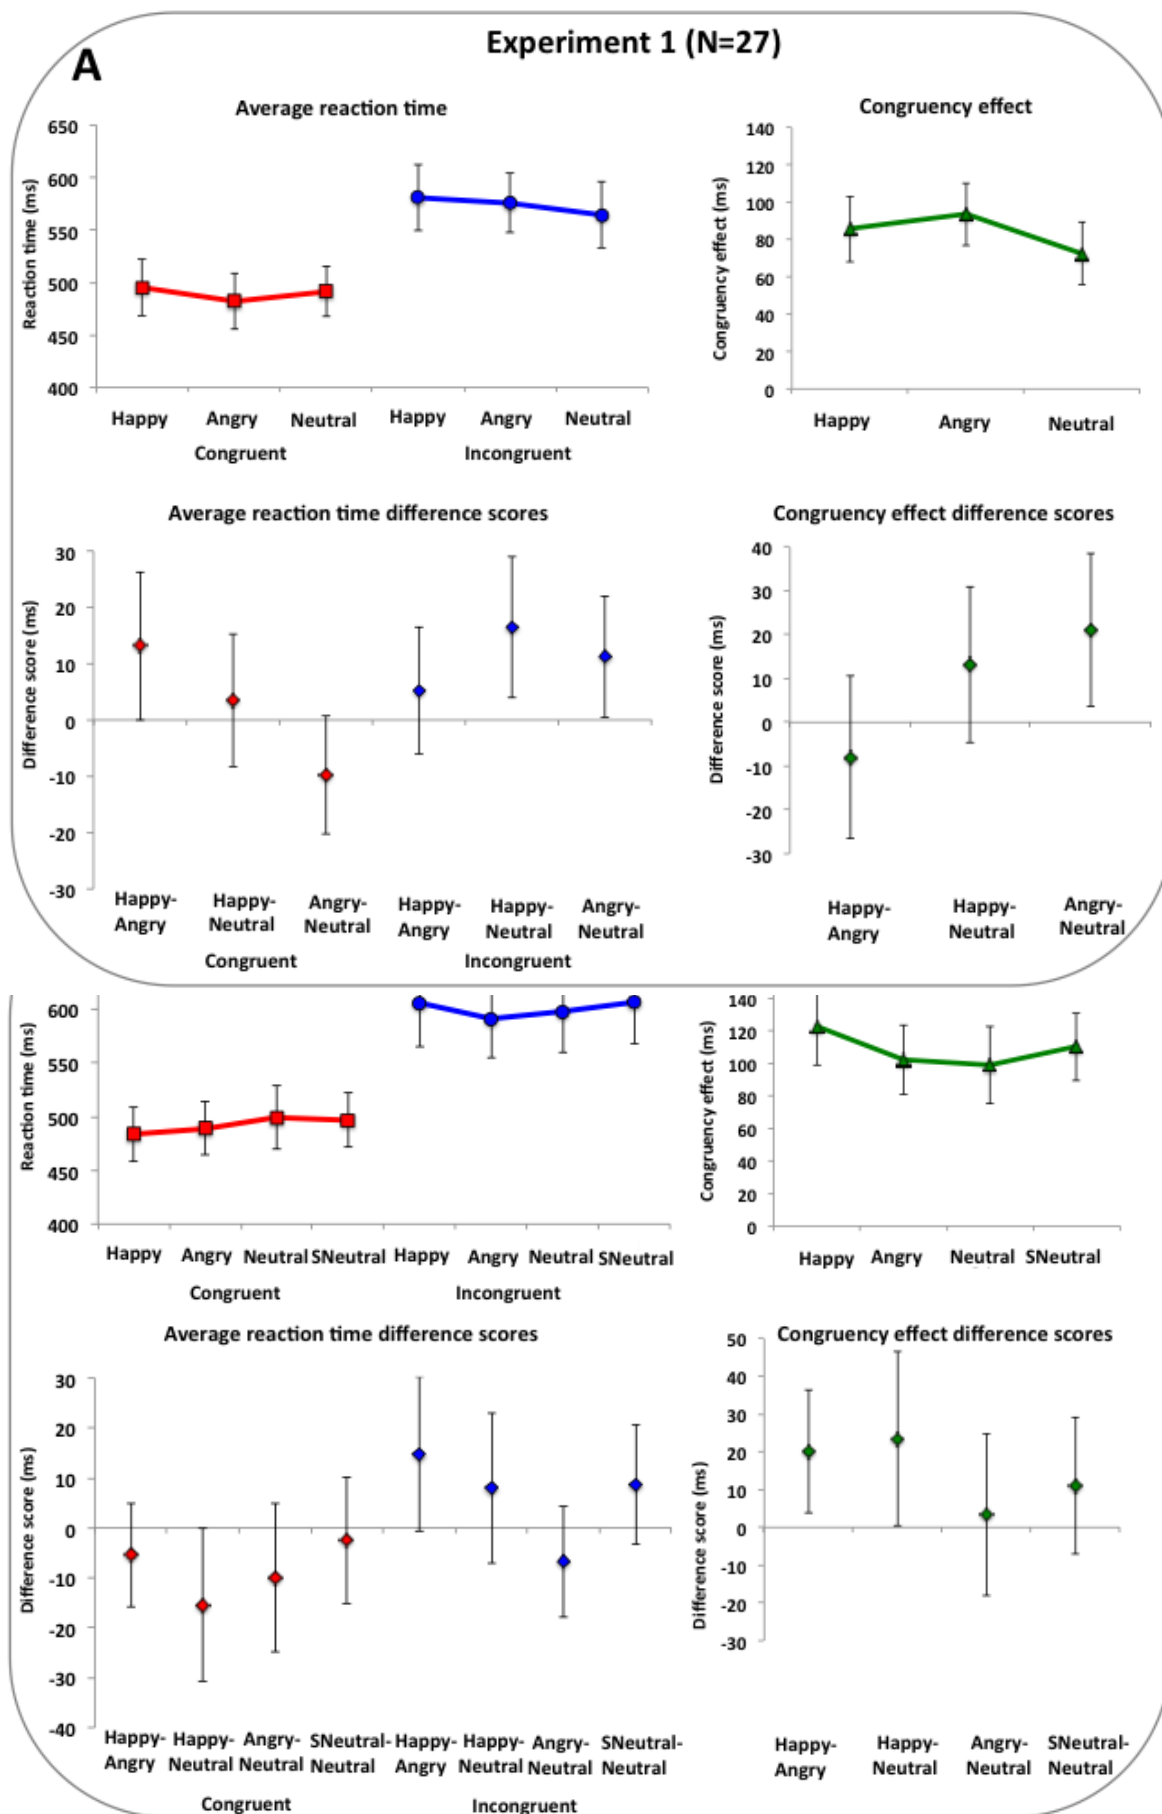 A
Experiment 1 (N=27)
Average reaction time
Reaction time (ms)
650
600
550
500
450
400
Happy Angry Neutral Happy Angry Neutral
Congruent Incongruent
Congruency effect
Congruency effect (ms)
140
120
100
80
60
40
20
0
Happy Angry Neutral
Average reaction time difference scores
Difference score (ms)
30
20
10
0
-10
-20
-30
Happy- Happy- Angry- Happy- Happy- Angry-
Angry Neutral Neutral Angry Neutral Neutral
Congruent Incongruent
Congruency effect difference scores
Difference score (ms)
40
30
20
10
0
-10
-20
-30
Happy- Happy- Angry-
Angry Neutral Neutral
Reaction time (ms)
600
550
500
450
400
Happy Angry Neutral SNeutral Happy Angry Neutral SNeutral
Congruent Incongruent
Congruency effect (ms)
140
120
100
80
60
40
20
0
Happy Angry Neutral SNeutral
Average reaction time difference scores
Difference score (ms)
30
20
10
0
-10
-20
-30
-40
Happy- Happy- Angry- SNeutral- Happy- Happy- Angry- SNeutral-
Angry Neutral Neutral Neutral Angry Neutral Neutral Neutral
Congruent Incongruent
Congruency effect difference scores
Difference score (ms)
50
40
30
20
10
0
-10
-20
-30
Happy- Happy- Angry- SNeutral-
Angry Neutral Neutral Neutral